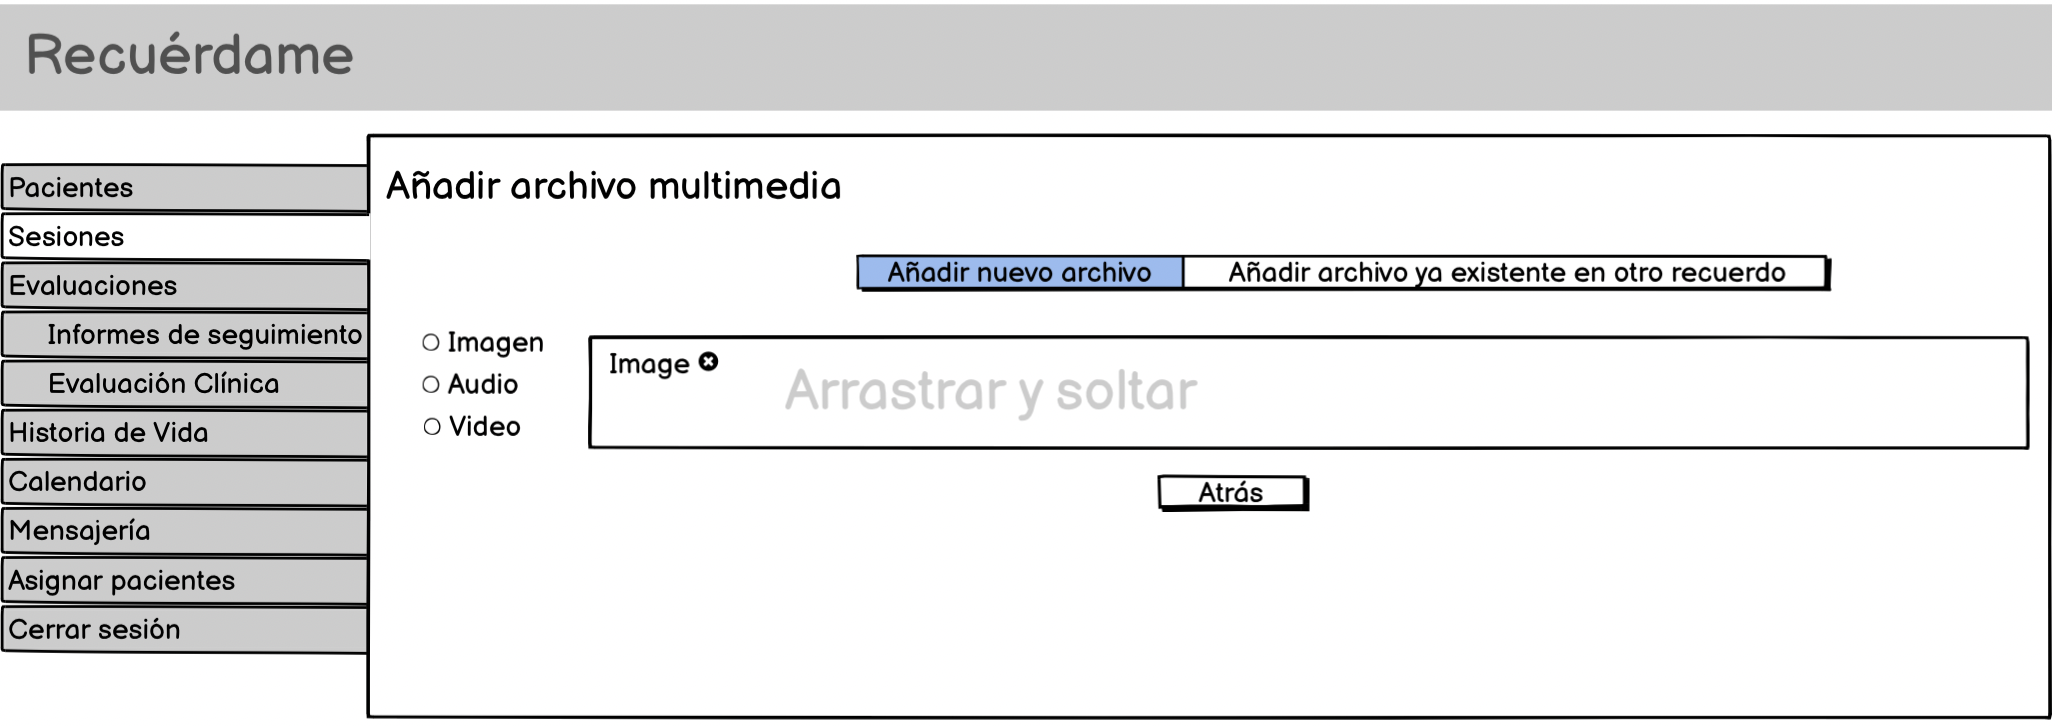 Recuérdame
Pacientes
Sesiones
Evaluaciones
Informes de seguimiento
Evaluación Clínica
Historia de Vida
Calendario
Mensajería
Asignar pacientes
Cerrar sesión
Añadir archivo multimedia
Añadir nuevo archivo
Añadir archivo ya existente en otro recuerdo
Imagen
Audio
Video
Image
Arrastrar y soltar
Atrás